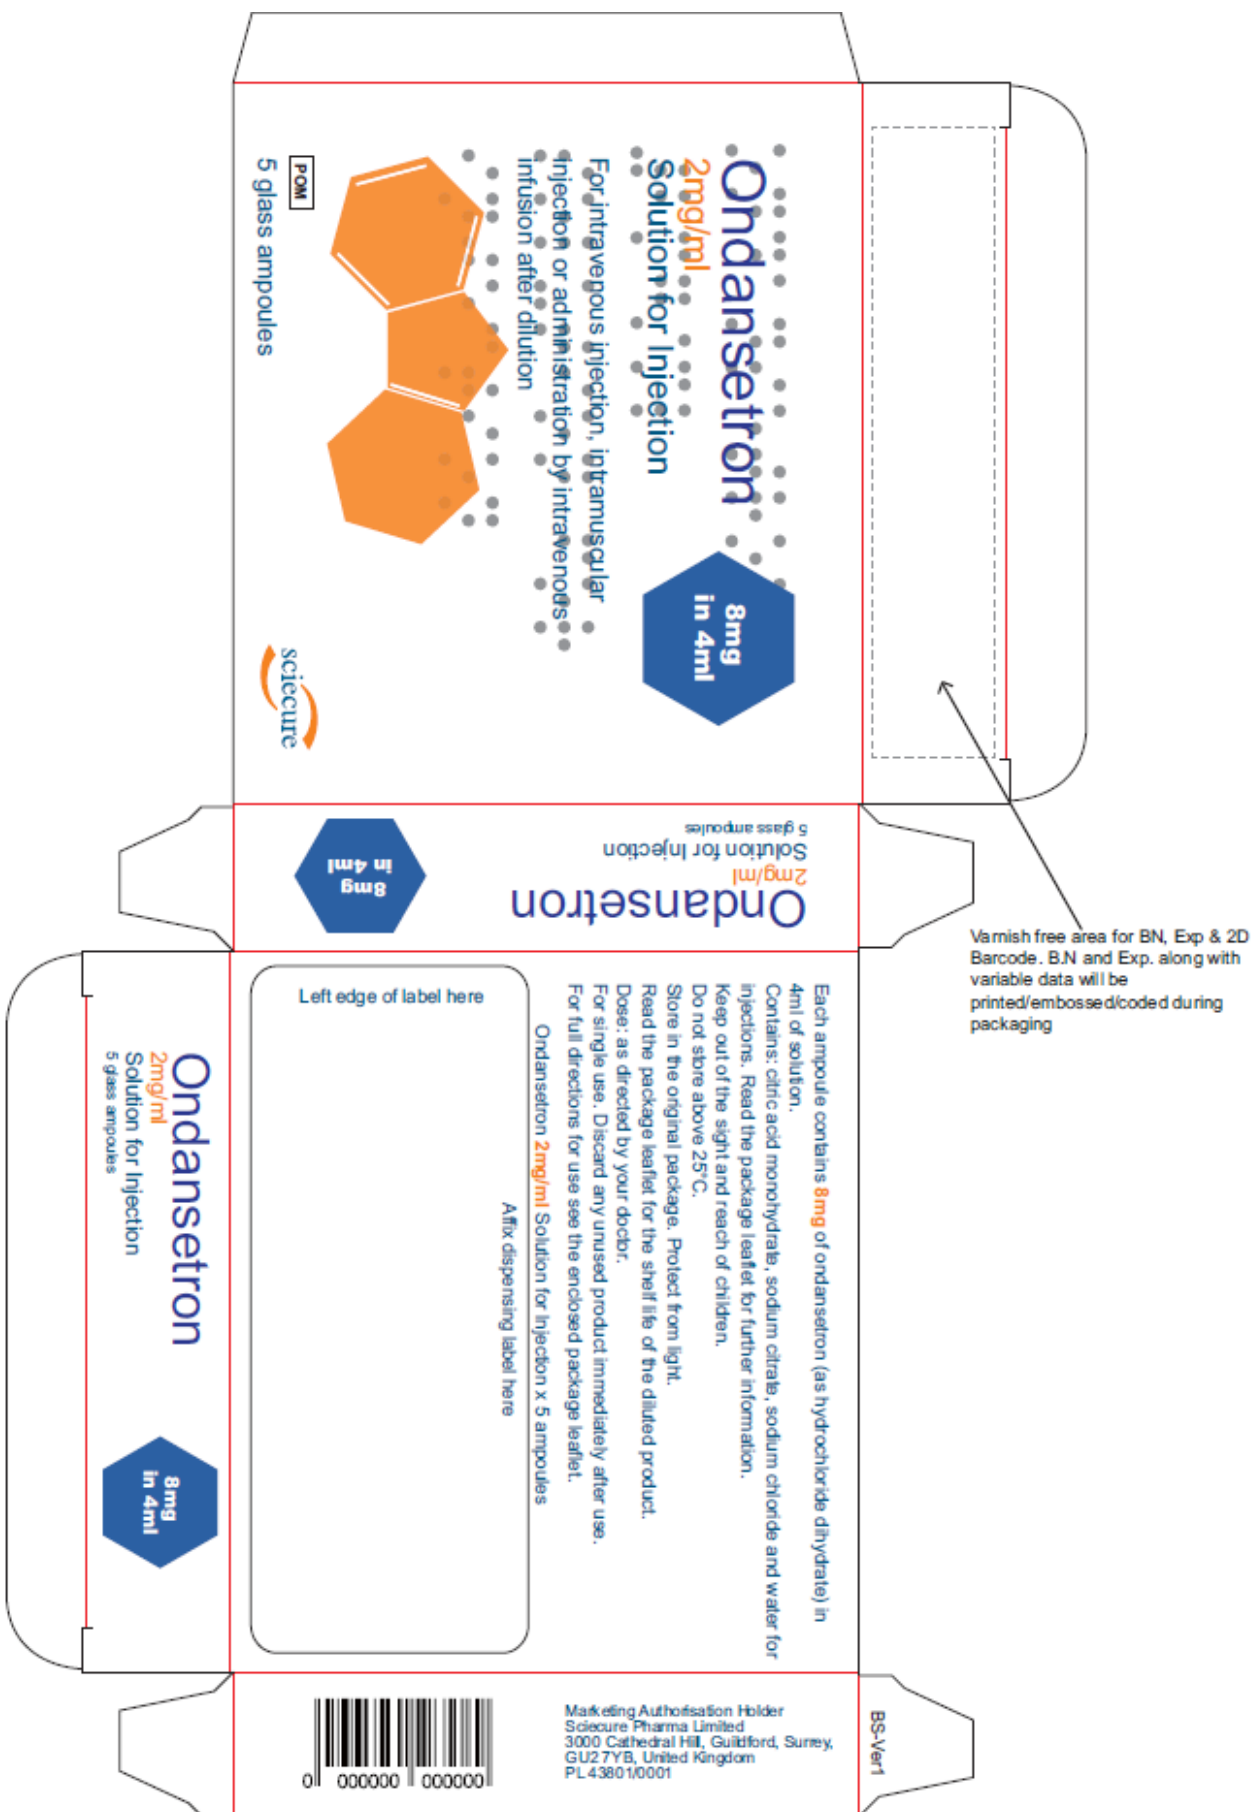 Ondansetron
2mg/ml
Solution for Injection
For intravenous injection, intramuscular
injection or administration by intravenous
infusion after dilution
8mg
in 4ml
POM
5 glass ampoules
sciecure
Ondansetron
2mg/ml
Solution for Injection
5 glass ampoules
8mg
in 4ml
Varnish free area for BN, Exp & 2D
Barcode. B.N and Exp. along with
variable data will be
printed/embossed/coded during
packaging
Each ampoule contains 8mg of ondansetron (as hydrochloride dihydrate) in
4ml of solution.
Contains: citric acid monohydrate, sodium citrate, sodium chloride and water for
injections. Read the package leaflet for further information.
Keep out of the sight and reach of children.
Do not store above 25°C.
Store in the original package. Protect from light.
Read the package leaflet for the shelf life of the diluted product.
Dose: as directed by your doctor.
For single use. Discard any unused product immediately after use.
For full directions for use see the enclosed package leaflet.
Ondansetron 2mg/ml Solution for Injection x 5 ampoules
Affix dispensing label here
Left edge of label here
Ondansetron
2mg/ml
Solution for Injection
5 glass ampoules
8mg
in 4ml
Marketing Authorisation Holder
Sciecure Pharma Limited
3000 Cathedral Hill, Guildford, Surrey,
GU2 7YB, United Kingdom
PL 43801/0001
0 000000 000000
BS-Ver1